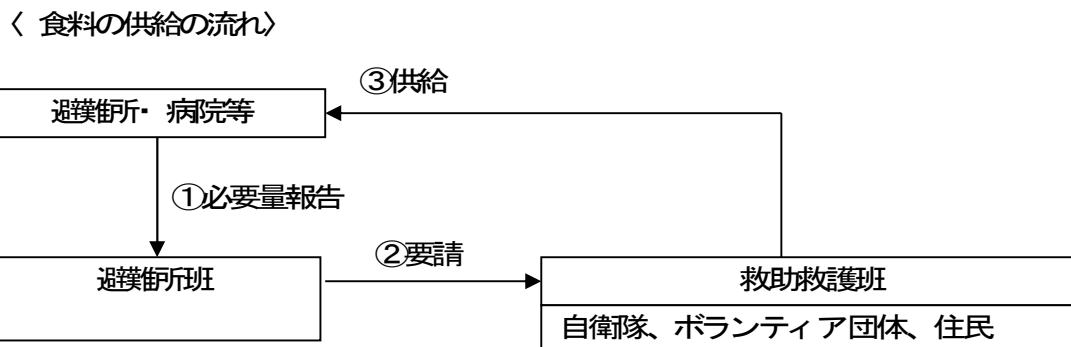 〈 食料の供給の流れ〉
③供給
避難所・ 病院等
①必要量報告
②要請
避難所班
救助救護班
自衛隊、ボランティア団体、住民